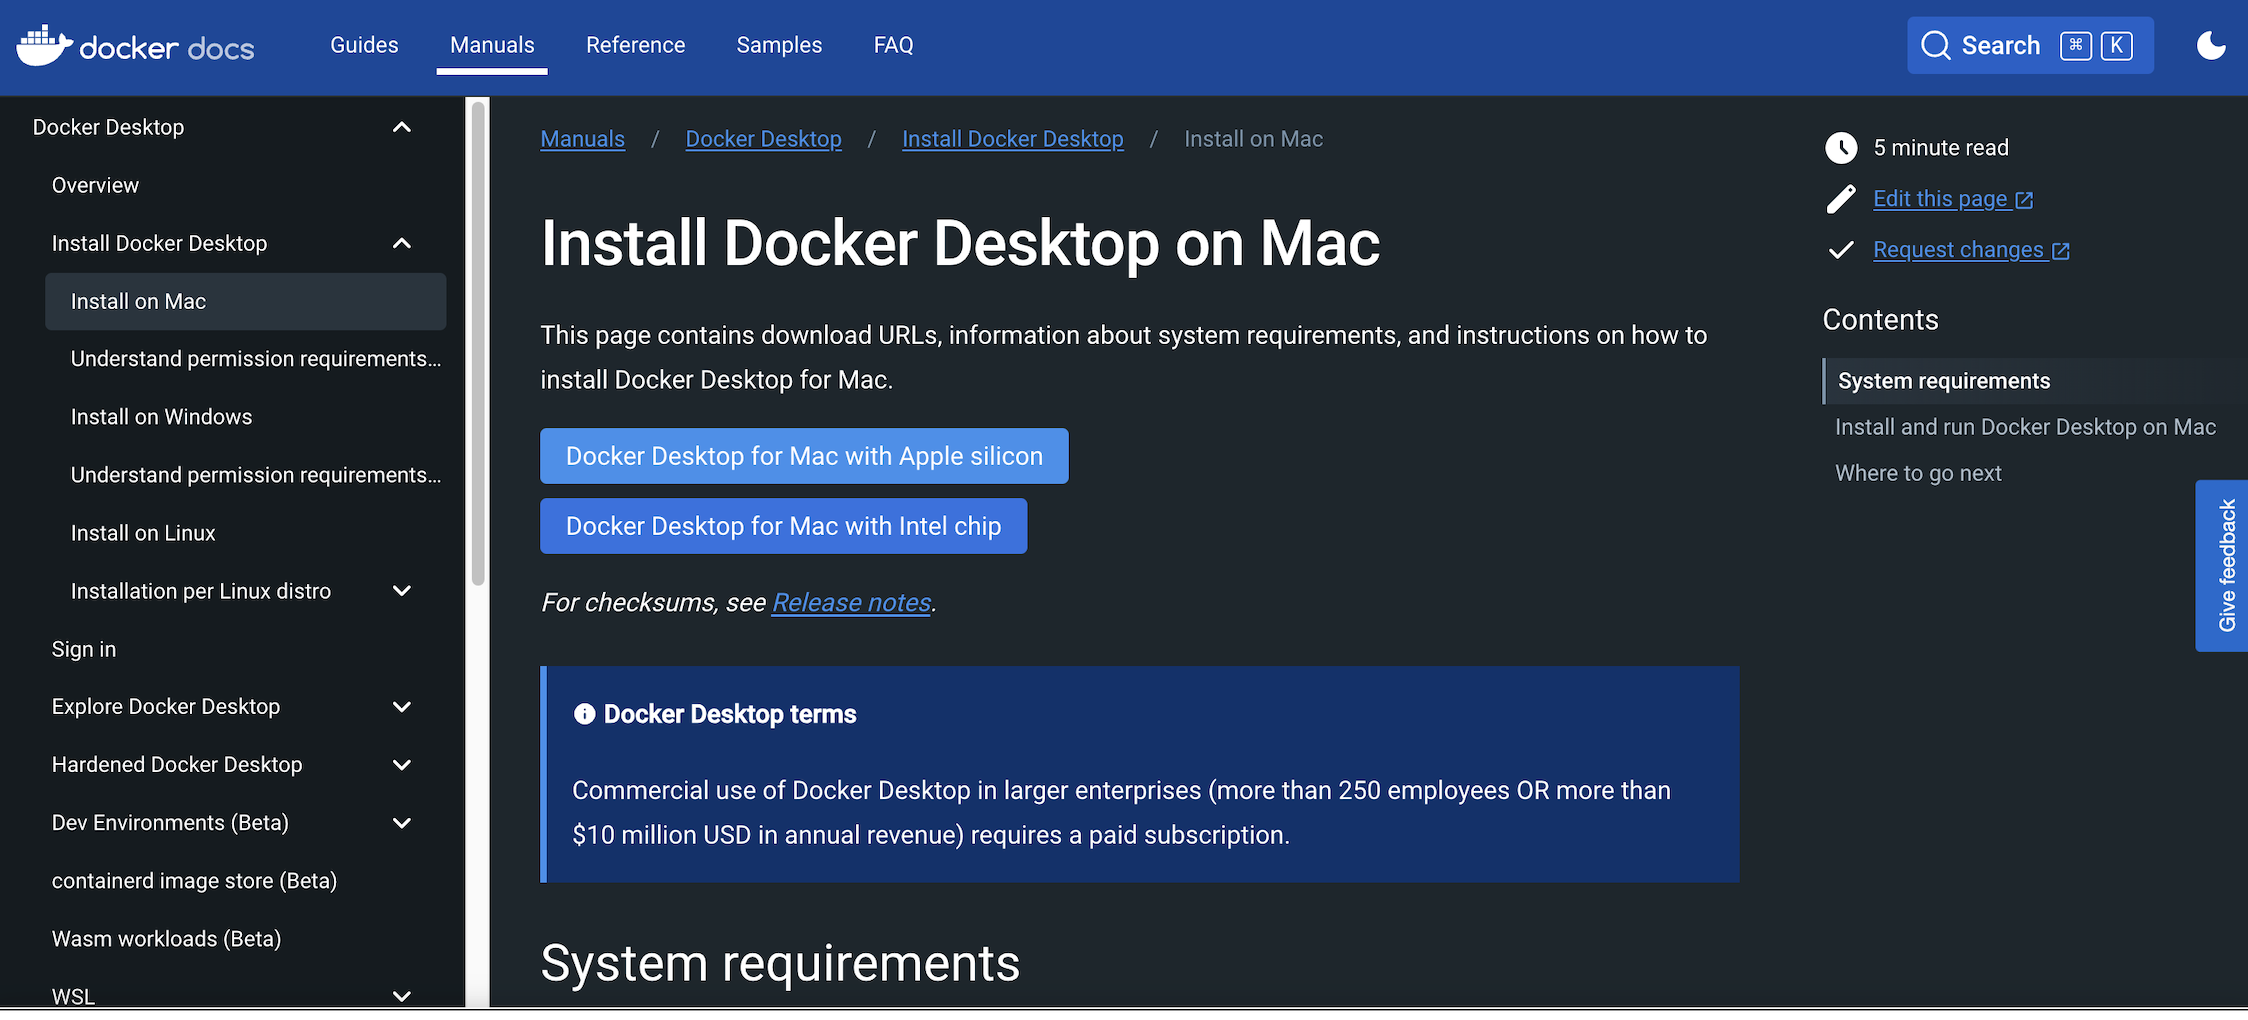 docker docs
Guides
Manuals
Reference
Samples
FAQ
Search ⌘ K
Docker Desktop
Overview
Install Docker Desktop
Install on Mac
Understand permission requirements...
Install on Windows
Understand permission requirements...
Install on Linux
Installation per Linux distro
Sign in
Explore Docker Desktop
Hardened Docker Desktop
Dev Environments (Beta)
containerd image store (Beta)
Wasm workloads (Beta)
WSL
Manuals / Docker Desktop / Install Docker Desktop / Install on Mac
Install Docker Desktop on Mac
This page contains download URLs, information about system requirements, and instructions on how to
install Docker Desktop for Mac.
Docker Desktop for Mac with Apple silicon
Docker Desktop for Mac with Intel chip
For checksums, see Release notes.
Docker Desktop terms
Commercial use of Docker Desktop in larger enterprises (more than 250 employees OR more than
$10 million USD in annual revenue) requires a paid subscription.
System requirements
5 minute read
Edit this page
Request changes
Contents
System requirements
Install and run Docker Desktop on Mac
Where to go next
Give feedback